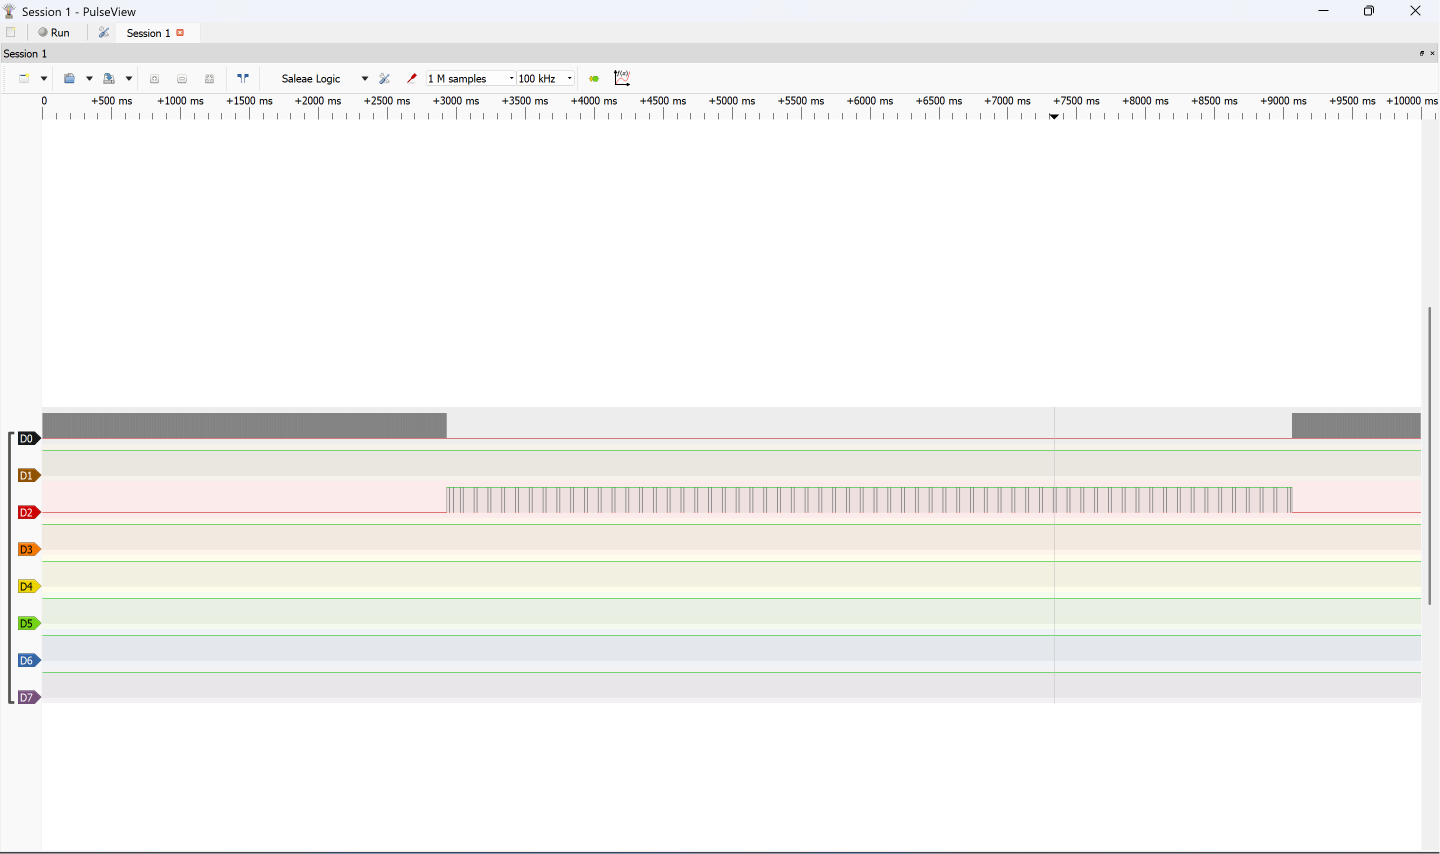 Session 1 - PulseView
Run
Session 1
Session 1
Saleae Logic 1 M samples 100 kHz f(x)
0 +500 ms +1000 ms +1500 ms +2000 ms +2500 ms +3000 ms +3500 ms +4000 ms +4500 ms +5000 ms +5500 ms +6000 ms +6500 ms +7000 ms +7500 ms +8000 ms +8500 ms +9000 ms +9500 ms +10000 ms
D0
D1
D2
D3
D4
D5
D6
D7